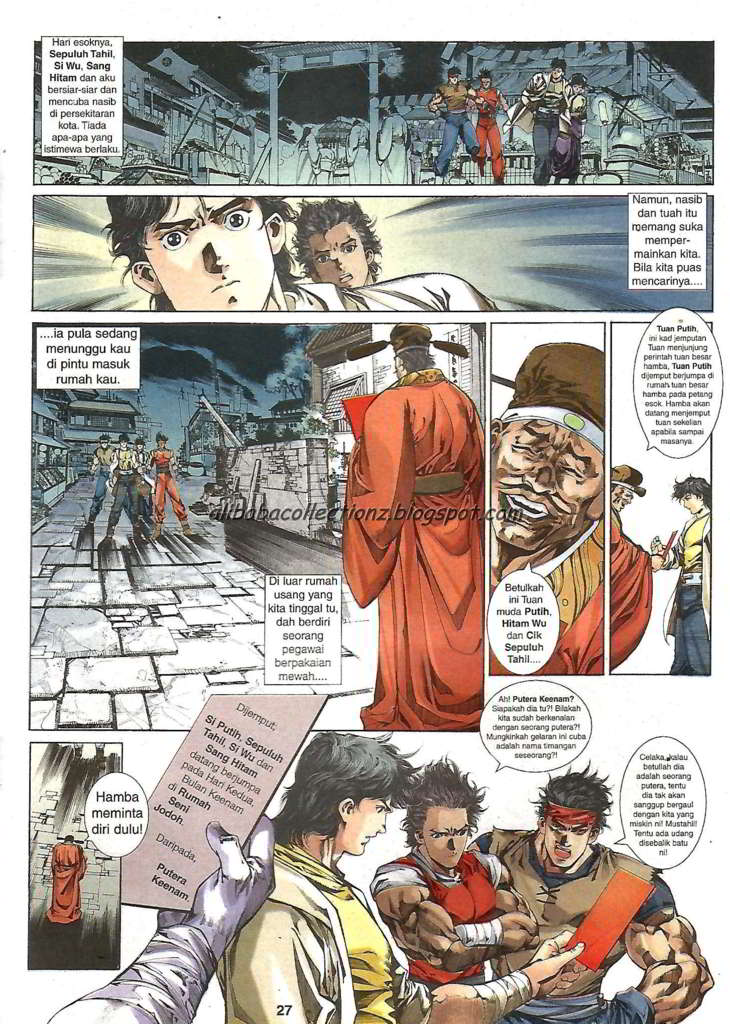 Hari esoknya,
Sepuluh Tahil,
Si Wu, Sang
Hitam dan aku
bersiar-siar dan
mencuba nasib
di persekitaran
kota. Tiada
apa-apa yang
istimewa berlaku.
Namun, nasib
dan tuah itu
memang suka
memper-
mainkan kita.
Bila kita puas
mencarinya....
....ia pula sedang
menunggu kau
di pintu masuk
rumah kau.
Di luar rumah
usang yang
kita tinggal tu,
dah berdiri
seorang
pegawai
berpakaian
mewah....
alibabacollectionz.blogspot.com
Betulkah
ini Tuan
muda Putih,
Hitam Wu
dan Cik
Sepuluh
Tahil....
Tuan Putih,
ini kad jemputan
Tuan menjunjung
perintah tuan besar
hamba, Tuan Putih
dijemput berjumpa di
rumah tuan besar
hamba pada petang
esok. Hamba akan
datang menjemput
tuan sekelian
apabila sampai
masanya.
Hamba
meminta
diri dulu!
Dijemput;
Si Putih, Sepuluh
Tahil, Si Wu dan
Sang Hitam
datang berjumpa
pada Hari Kedua,
Bulan Keenam
di Rumah
Seni
Jodoh.
Daripada,
Putera
Keenam.
Ah! Putera Keenam?
Siapakah dia tu?! Bilakah
kita sudah berkenalan
dengan seorang putera?!
Mungkinkah gelaran ini cuba
adalah nama timangan
seseorang?!
Celaka, kalau
betullah dia
adalah seorang
putera, tentu
dia tak akan
sanggup bergaul
dengan kita yang
miskin ni! Mustahil!
Tentu ada udang
disebalik batu
ni!
27